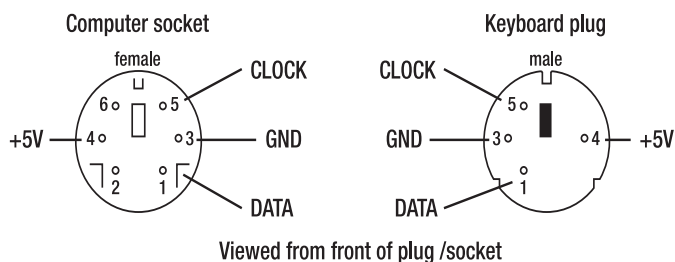 Computer socket
Keyboard plug
female
male
CLOCK
CLOCK
6
5
5
+5V
4
3
GND
GND
3
4
+5V
2
1
1
DATA
DATA
Viewed from front of plug /socket